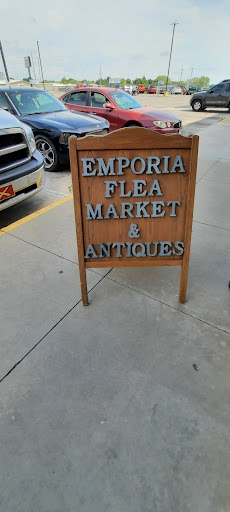 EMPORIA
FLEA
MARKET
&
ANTIQUES